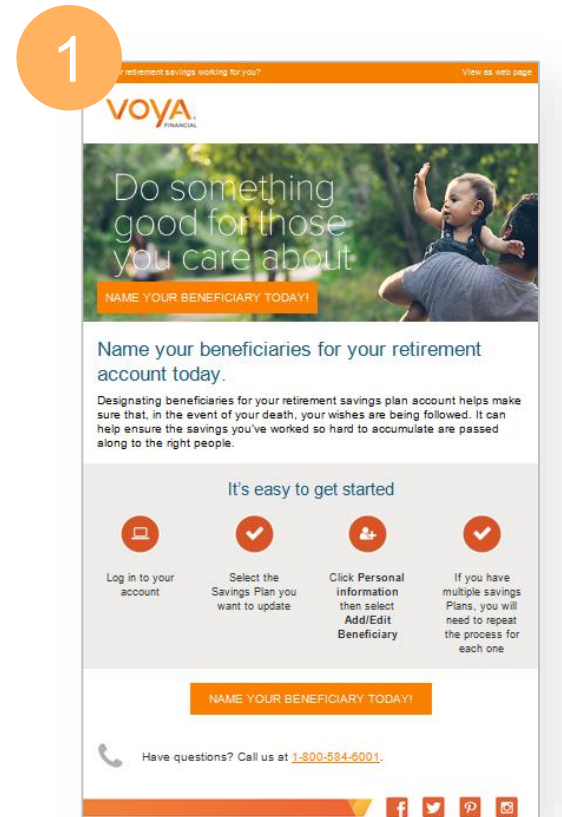 1
retirement savings working for you?
View as web page
VOYA
FINANCIAL
Do something
good for those
you care about
NAME YOUR BENEFICIARY TODAY!
Name your beneficiaries for your retirement
account today.
Designating beneficiaries for your retirement savings plan account helps make
sure that, in the event of your death, your wishes are being followed. It can
help ensure the savings you've worked so hard to accumulate are passed
along to the right people.
It's easy to get started
Log in to your
account
Select the
Savings Plan you
want to update
Click Personal
information
then select
Add/Edit
Beneficiary
If you have
multiple savings
Plans, you will
need to repeat
the process for
each one
NAME YOUR BENEFICIARY TODAY!
Have questions? Call us at 1-800-584-6001.